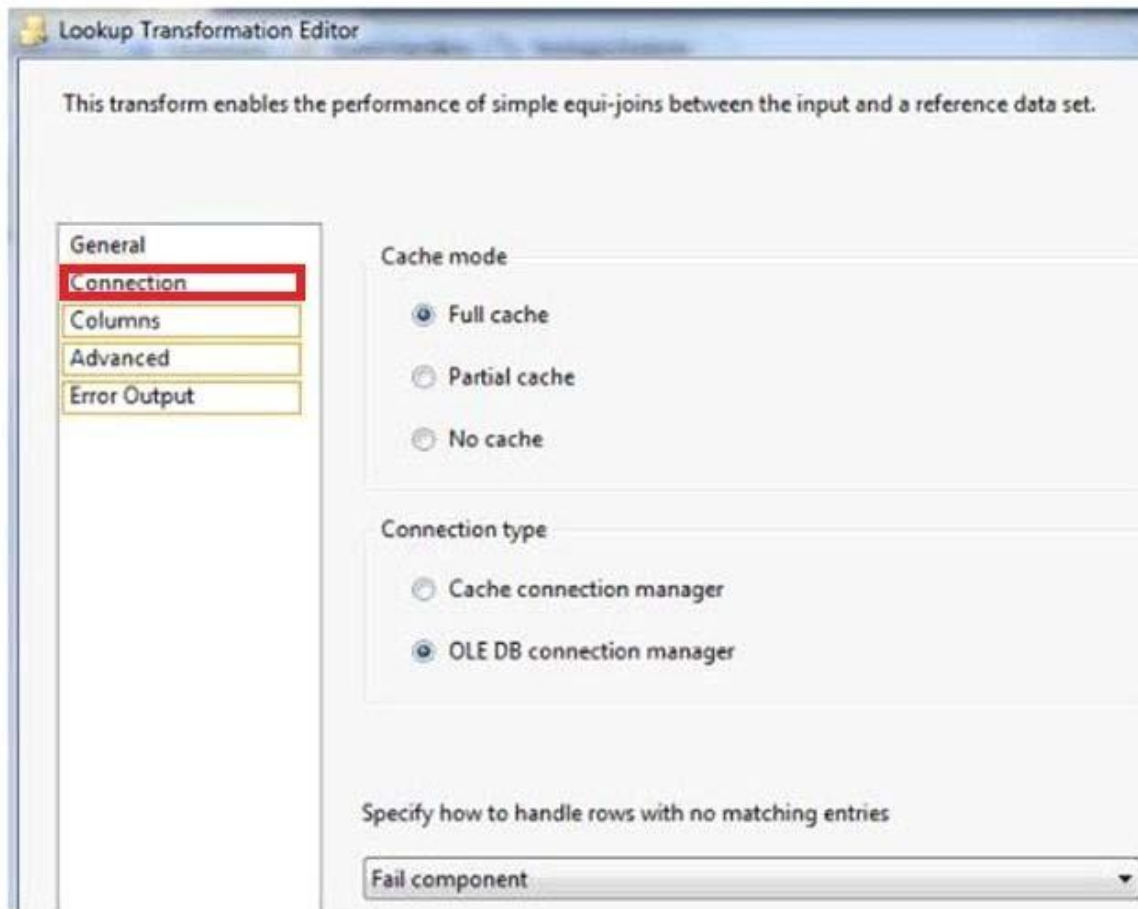 Lookup Transformation Editor
This transform enables the performance of simple equi-joins between the input and a reference data set.
General
Connection
Columns
Advanced
Error Output
Cache mode
Full cache
Partial cache
No cache
Connection type
Cache connection manager
OLE DB connection manager
Specify how to handle rows with no matching entries
Fail component